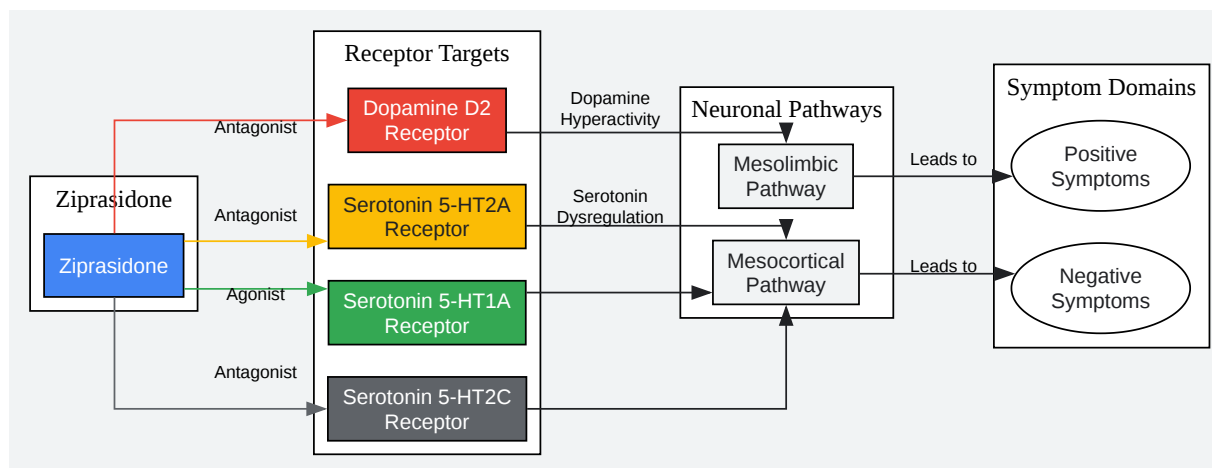 Ziprasidone
Ziprasidone
Antagonist
Antagonist
Agonist
Antagonist
Receptor Targets
Dopamine D2
Receptor
Serotonin 5-HT2A
Receptor
Serotonin 5-HT1A
Receptor
Serotonin 5-HT2C
Receptor
Dopamine
Hyperactivity
Serotonin
Dysregulation
Neuronal Pathways
Mesolimbic
Pathway
Mesocortical
Pathway
Leads to
Leads to
Symptom Domains
Positive
Symptoms
Negative
Symptoms